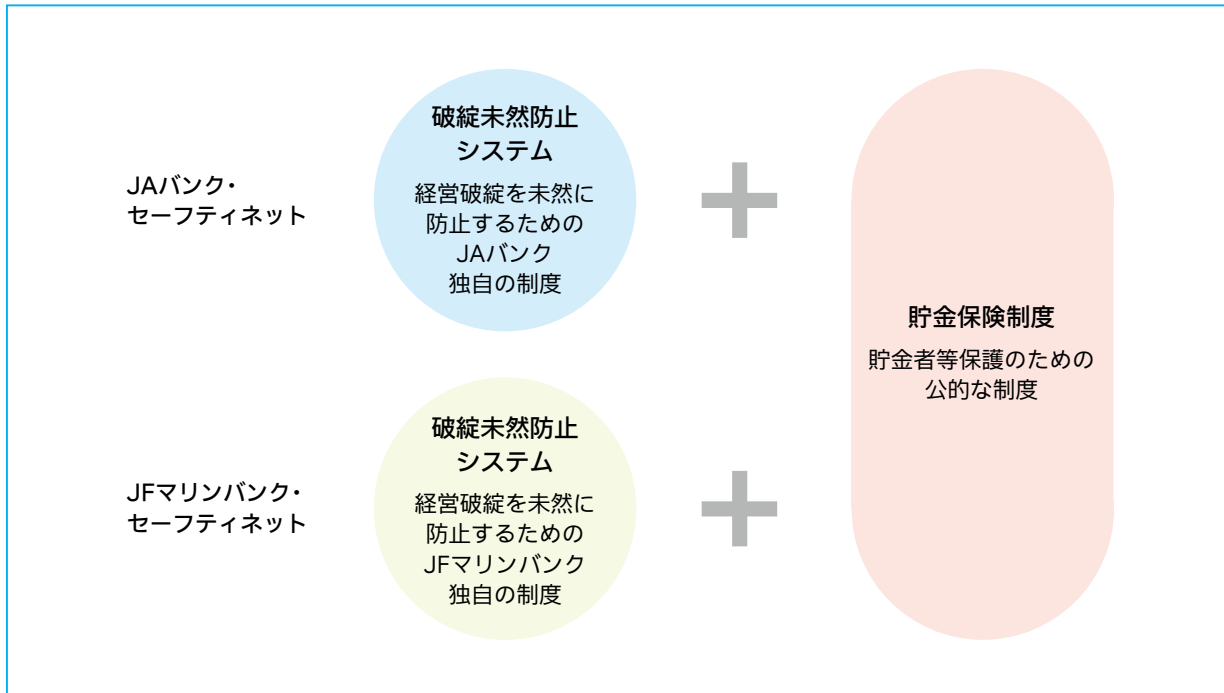 JAバンク・
セーフティネット
破綻未然防止
システム
経営破綻を未然に
防止するための
JAバンク
独自の制度
JFマリンバンク・
セーフティネット
破綻未然防止
システム
経営破綻を未然に
防止するための
JFマリンバンク
独自の制度
貯金保険制度
貯金者等保護のための
公的な制度